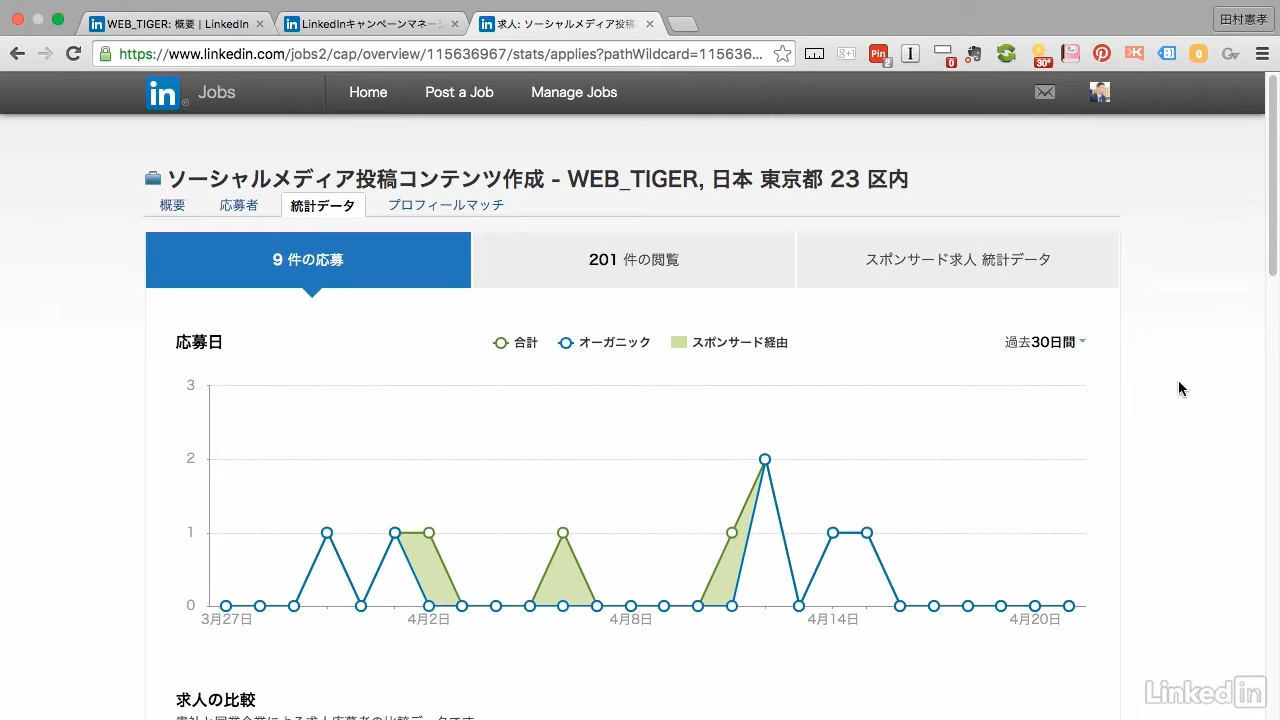 WEB_TIGER: 概要 | LinkedIn
LinkedInキャンペーンマネー
求人: ソーシャルメディア投稿
田村憲孝
https://www.linkedin.com/jobs2/cap/overview/115636967/stats/applies?pathWildcard=115636...
in Jobs Home Post a Job Manage Jobs
ソーシャルメディア投稿コンテンツ作成 - WEB_TIGER, 日本 東京都 23 区内
概要 応募者 統計データ プロフィールマッチ
9 件の応募 201 件の閲覧 スポンサード求人 統計データ
応募日 合計 オーガニック スポンサード経由 過去30日間
3
2
1
0
3月27日 4月2日 4月8日 4月14日 4月20日
求人の比較
LinkedIn